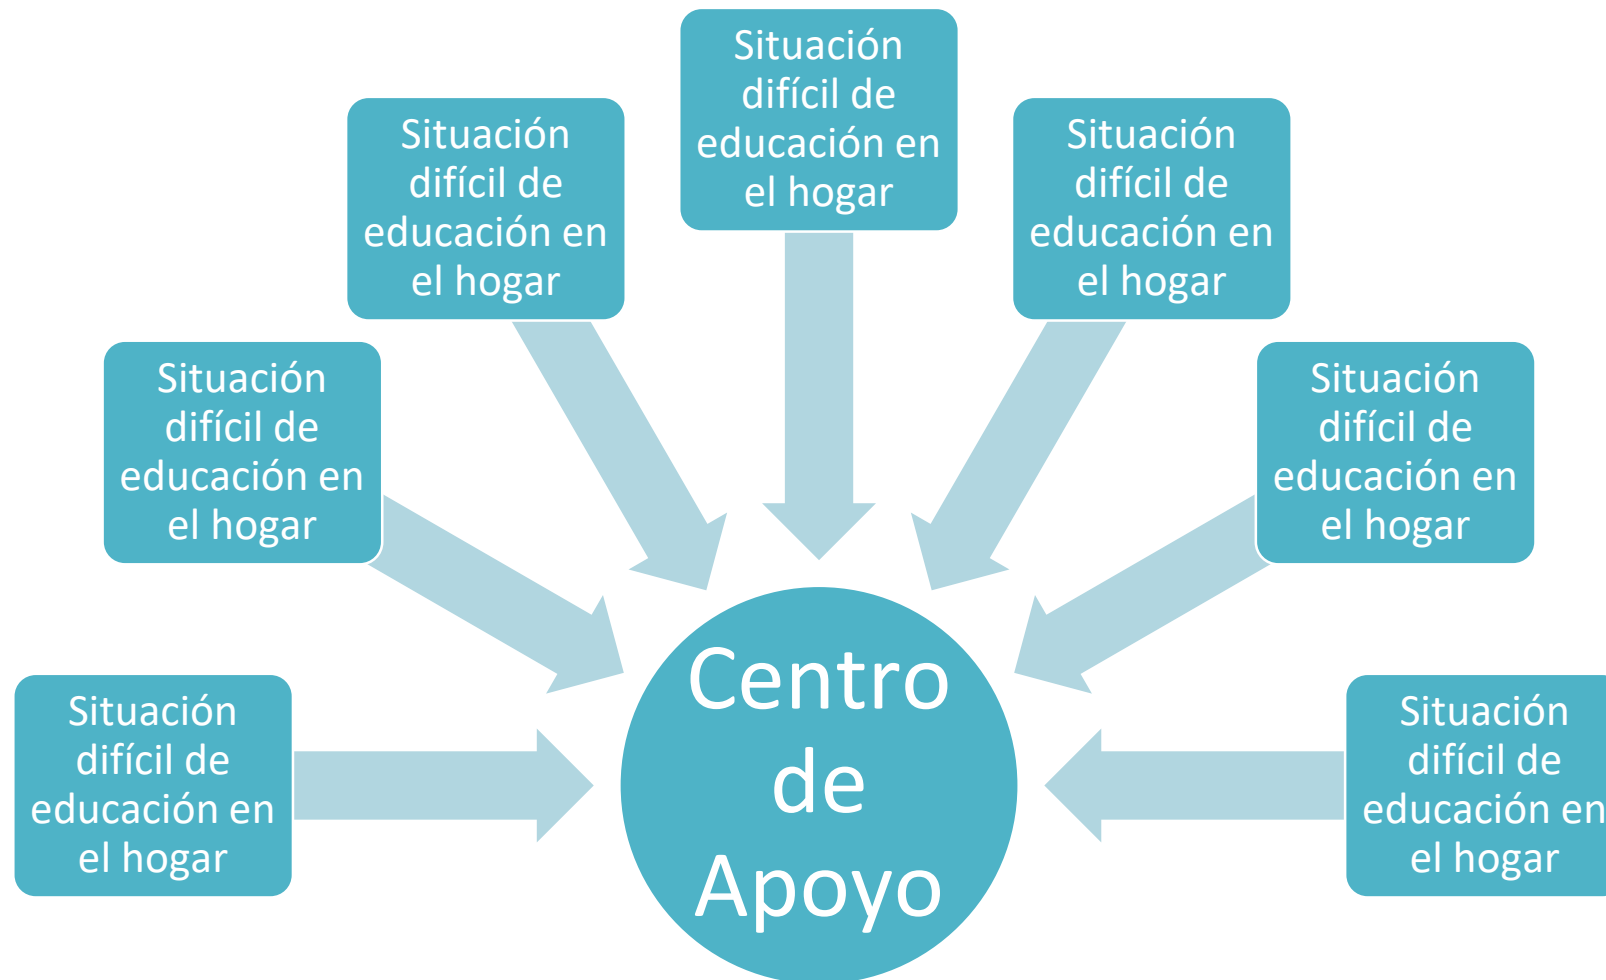 Situación
difícil de
educación en
el hogar
Situación
difícil de
educación en
el hogar
Situación
difícil de
educación en
el hogar
Situación
difícil de
educación en
el hogar
Situación
difícil de
educación en
el hogar
Situación
difícil de
educación en
el hogar
Situación
difícil de
educación en
el hogar
Centro
de
Apoyo